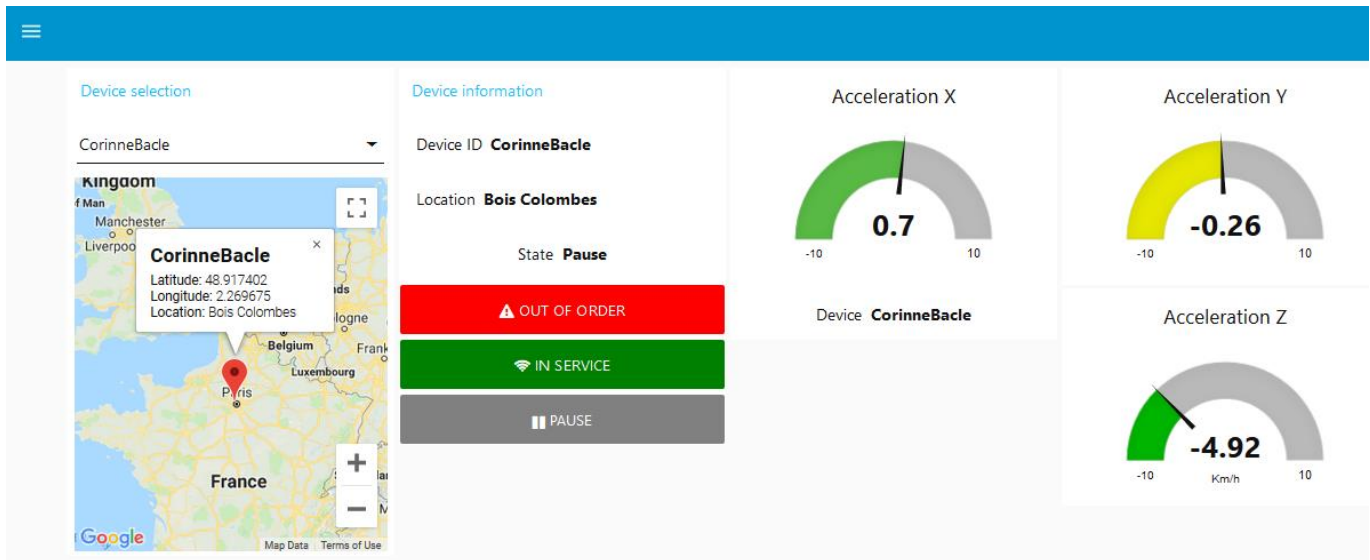 Device selection
CorinneBacle
Kingdom
f Man
Manchester
Liverpoo
CorinneBacle
×
Latitude: 48.917402
Longitude: 2.269675
Location: Bois Colombes
nds
logne
Belgium
Frank
Luxembourg
Paris
France
+
−
Google
Map Data
Terms of Use
Device information
Device ID CorinneBacle
Location Bois Colombes
State Pause
OUT OF ORDER
IN SERVICE
PAUSE
Acceleration X
0.7
-10 10
Device CorinneBacle
Acceleration Y
-0.26
-10 10
Acceleration Z
-4.92
-10 Km/h 10